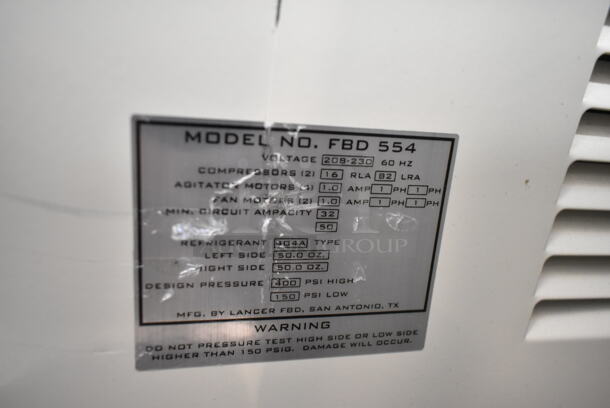 MODEL NO. FBD 554
VOLTAGE 208-230 60 HZ
COMPRESSORS (2) 16 RLA 82 LRA
AGITATOR MOTORS (4) 1.0 AMP 1 PH 1 PH
FAN MOTORS (2) 1.0 AMP 1 PH 1 PH
MIN. CIRCUIT AMPACITY 32
50
REFRIGERANT 404A TYPE
LEFT SIDE 50.0 OZ.
RIGHT SIDE 50.0 OZ.
DESIGN PRESSURE 400 PSI HIGH
150 PSI LOW
MFG. BY LANCER FBD, SAN ANTONIO, TX
WARNING
DO NOT PRESSURE TEST HIGH SIDE OR LOW SIDE
HIGHER THAN 150 PSIG. DAMAGE WILL OCCUR.
GROUP